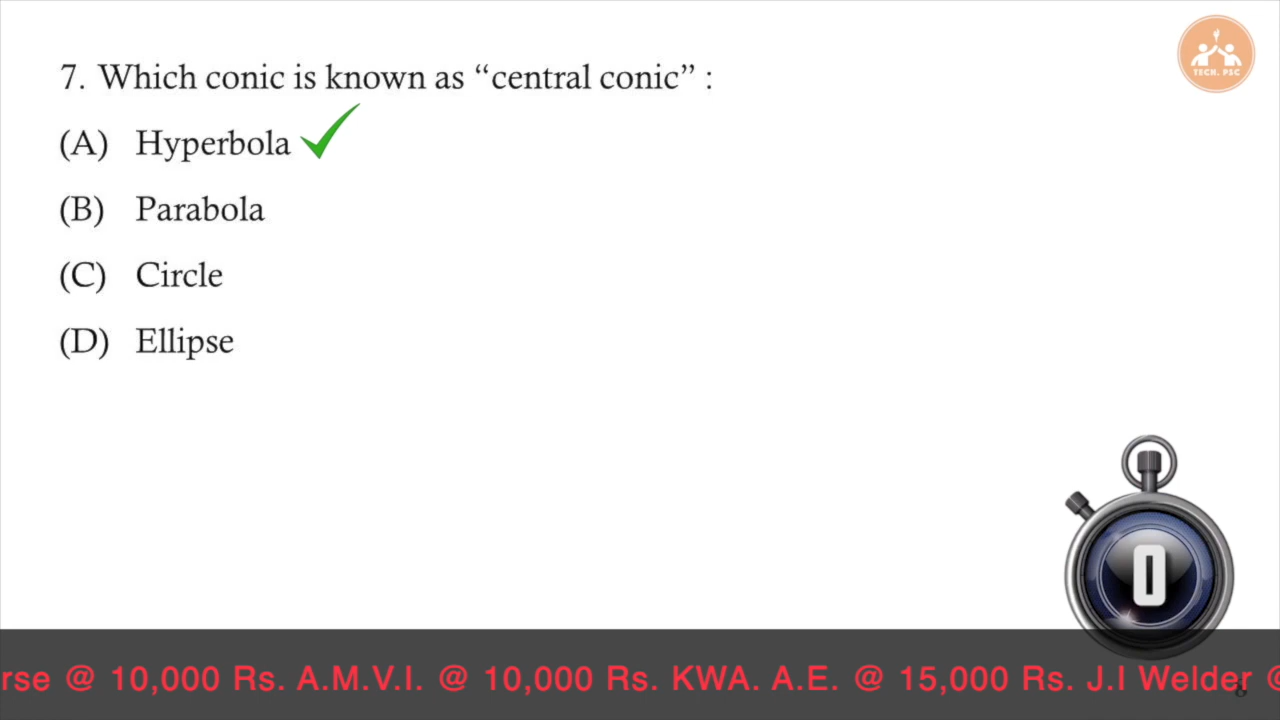 TECH. PSC
7. Which conic is known as “central conic” :
(A) Hyperbola
(B) Parabola
(C) Circle
(D) Ellipse
0
rse @ 10,000 Rs. A.M.V.I. @ 10,000 Rs. KWA. A.E. @ 15,000 Rs. J.I Welder @
8